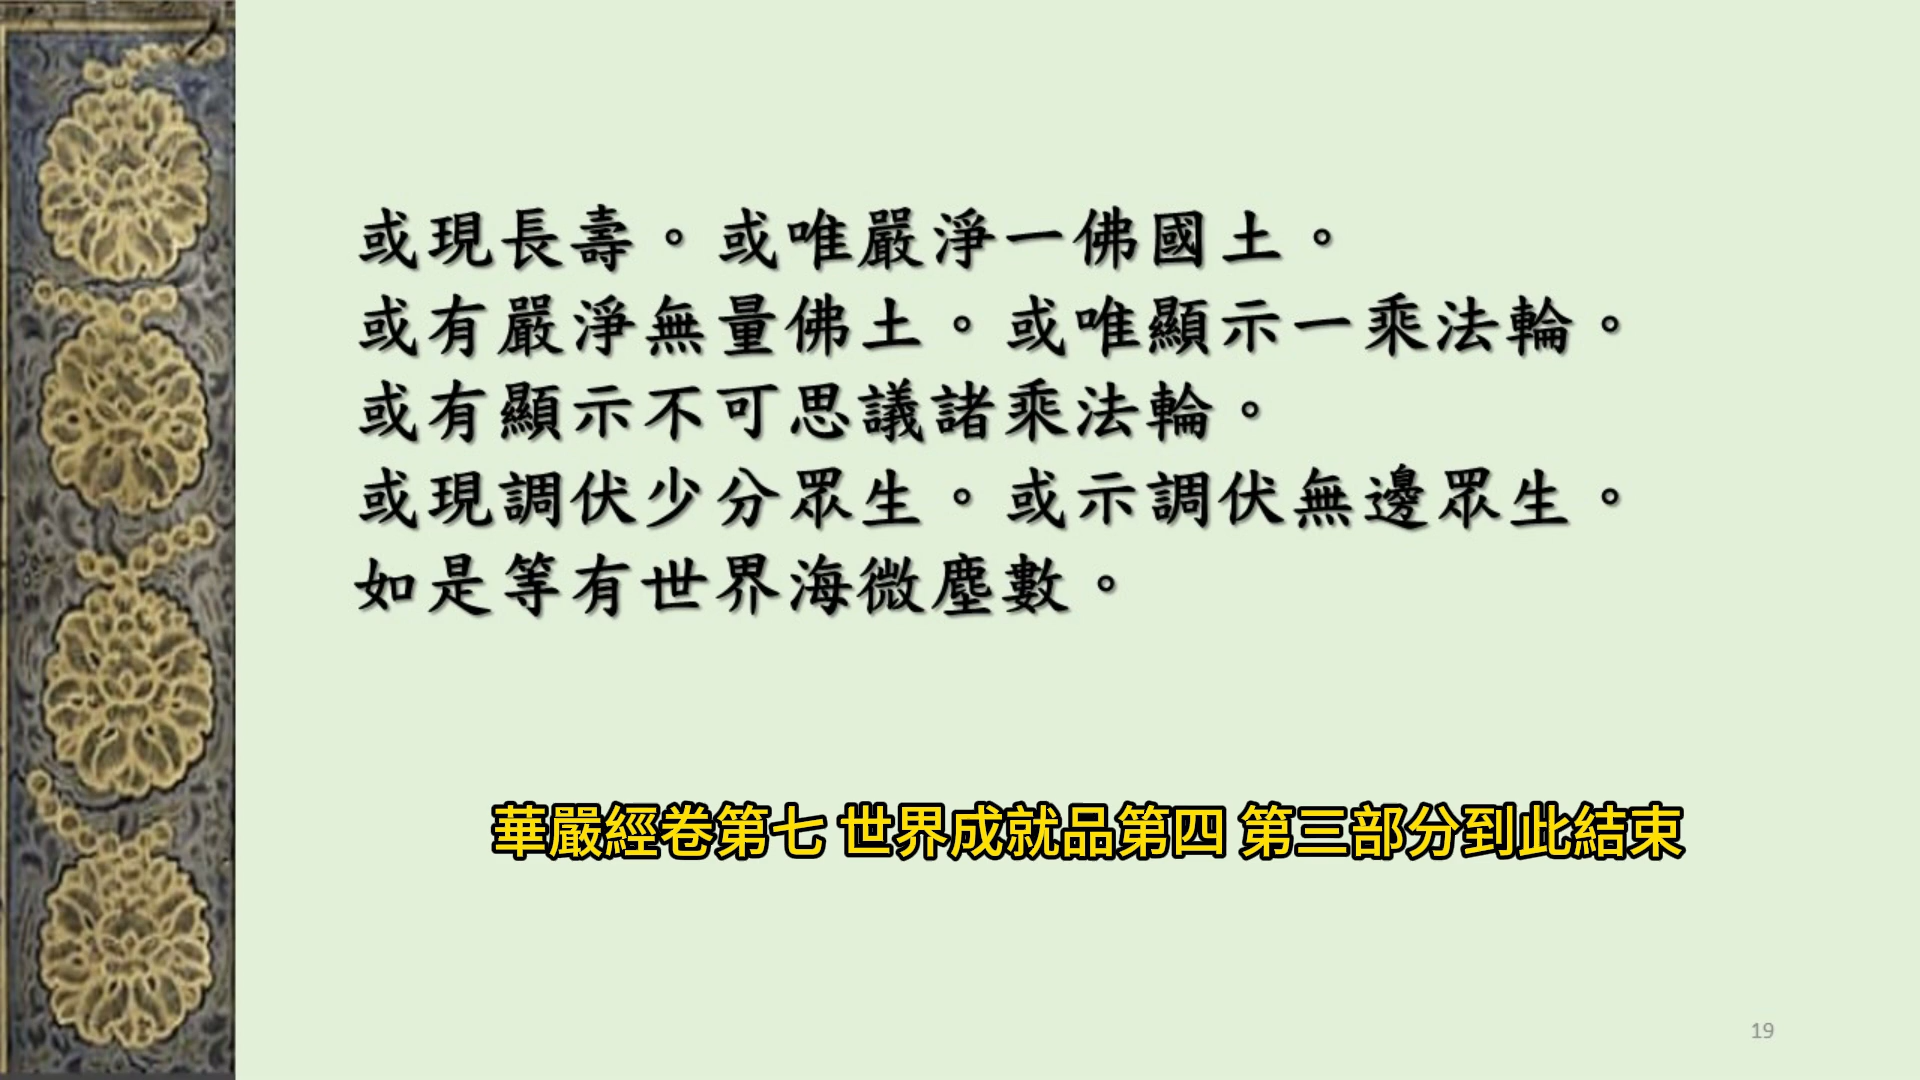 或現長壽。或唯嚴淨一佛國土。
或有嚴淨無量佛土。或唯顯示一乘法輪。
或有顯示不可思議諸乘法輪。
或現調伏少分眾生。或示調伏無邊眾生。
如是等有世界海微塵數。
華嚴經卷第七 世界成就品第四 第三部分到此結束
19